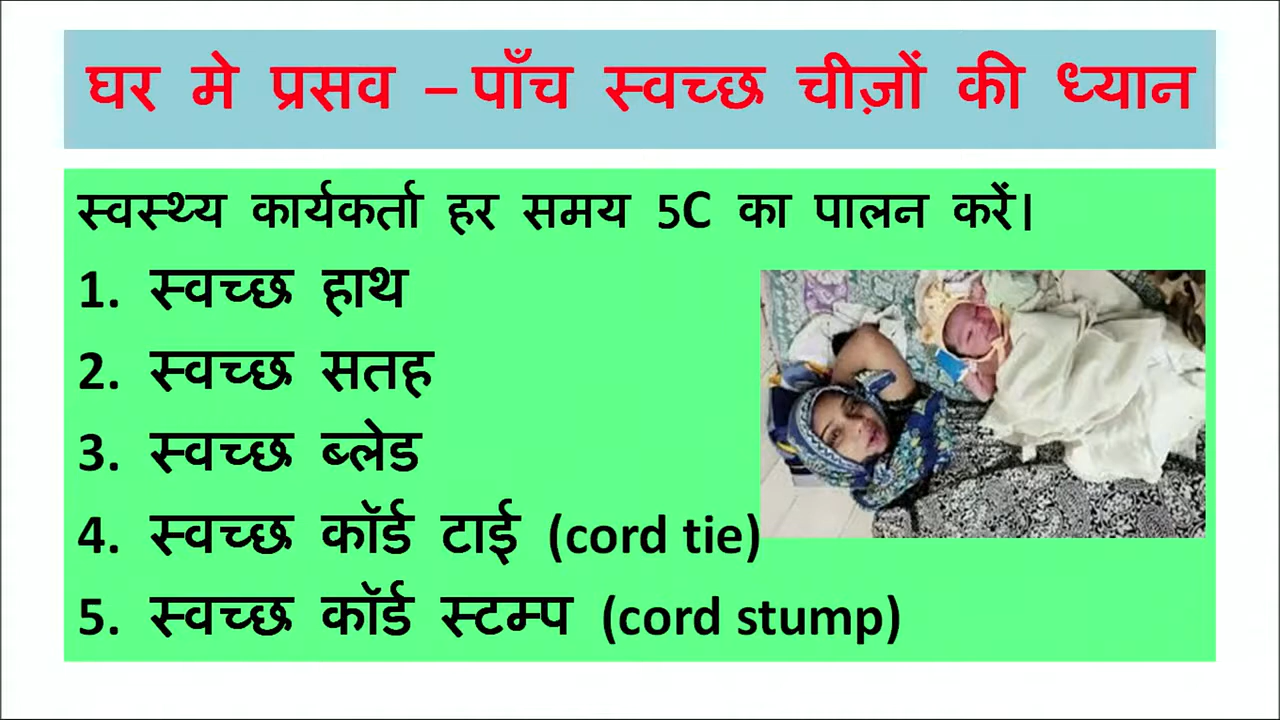 घर मे प्रसव – पाँच स्वच्छ चीज़ों की ध्यान
स्वस्थ्य कार्यकर्ता हर समय 5C का पालन करें।
1. स्वच्छ हाथ
2. स्वच्छ सतह
3. स्वच्छ ब्लेड
4. स्वच्छ कॉर्ड टाई (cord tie)
5. स्वच्छ कॉर्ड स्टम्प (cord stump)